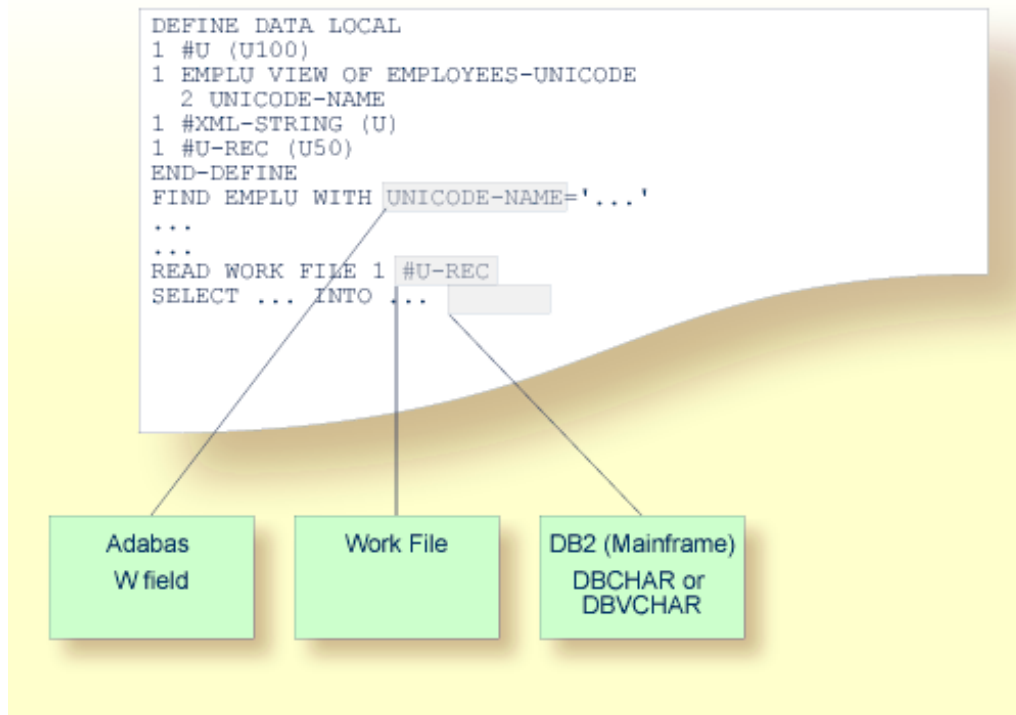 DEFINE DATA LOCAL
1 #U (U100)
1 EMPLU VIEW OF EMPLOYEES-UNICODE
2 UNICODE-NAME
1 #XML-STRING (U)
1 #U-REC (U50)
END-DEFINE
FIND EMPLU WITH UNICODE-NAME='...'
...
...
READ WORK FILE 1 #U-REC
SELECT ... INTO ...
Adabas
W field
Work File
DB2 (Mainframe)
DBCHAR or
DBVCHAR